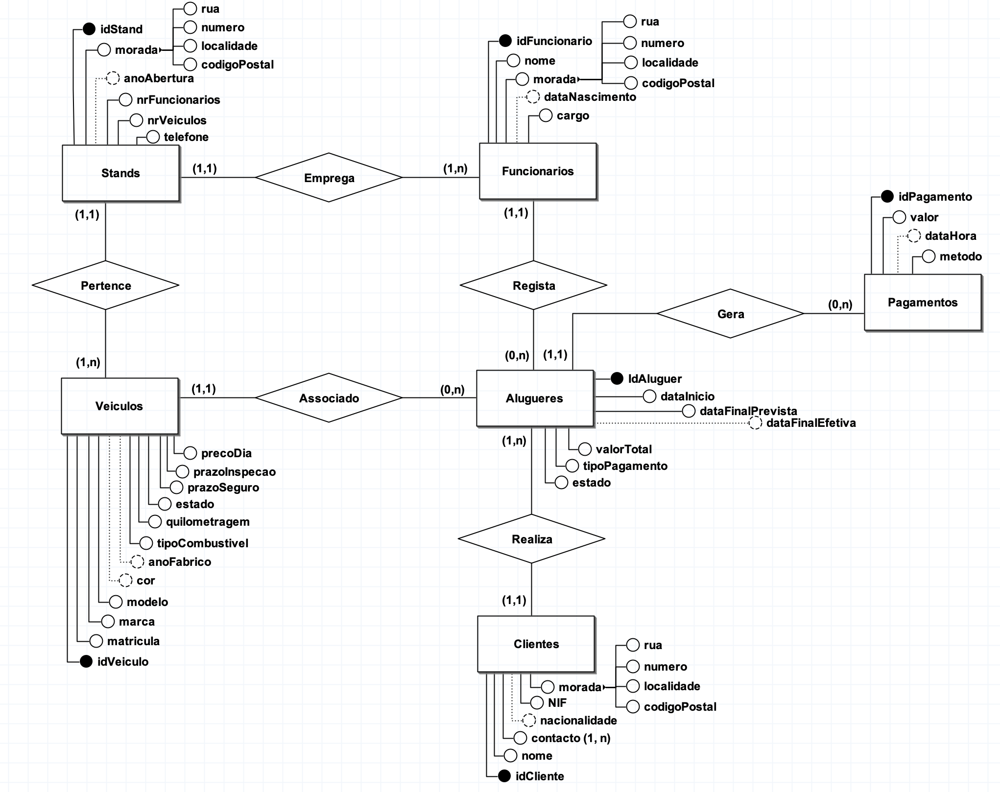 rua
numero
localidade
codigoPostal
idStand
morada
anoAbertura
nrFuncionarios
nrVeiculos
telefone
Stands
(1,1)
Emprega
(1,n)
rua
numero
localidade
codigoPostal
idFuncionario
nome
morada
dataNascimento
cargo
Funcionarios
(1,1)
Pertence
(1,n)
(1,1)
Regista
(0,n)
(1,1)
Gera
(0,n)
idPagamento
valor
dataHora
metodo
Pagamentos
Veiculos
(1,1)
Associado
(0,n)
Alugueres
IdAluguer
dataInicio
dataFinalPrevista
dataFinalEfetiva
valorTotal
tipoPagamento
estado
precoDia
prazoInspecao
prazoSeguro
estado
quilometragem
tipoCombustivel
anoFabrico
cor
modelo
marca
matricula
idVeiculo
(1,n)
Realiza
(1,1)
Clientes
rua
numero
localidade
codigoPostal
morada
NIF
nacionalidade
contacto (1, n)
nome
idCliente